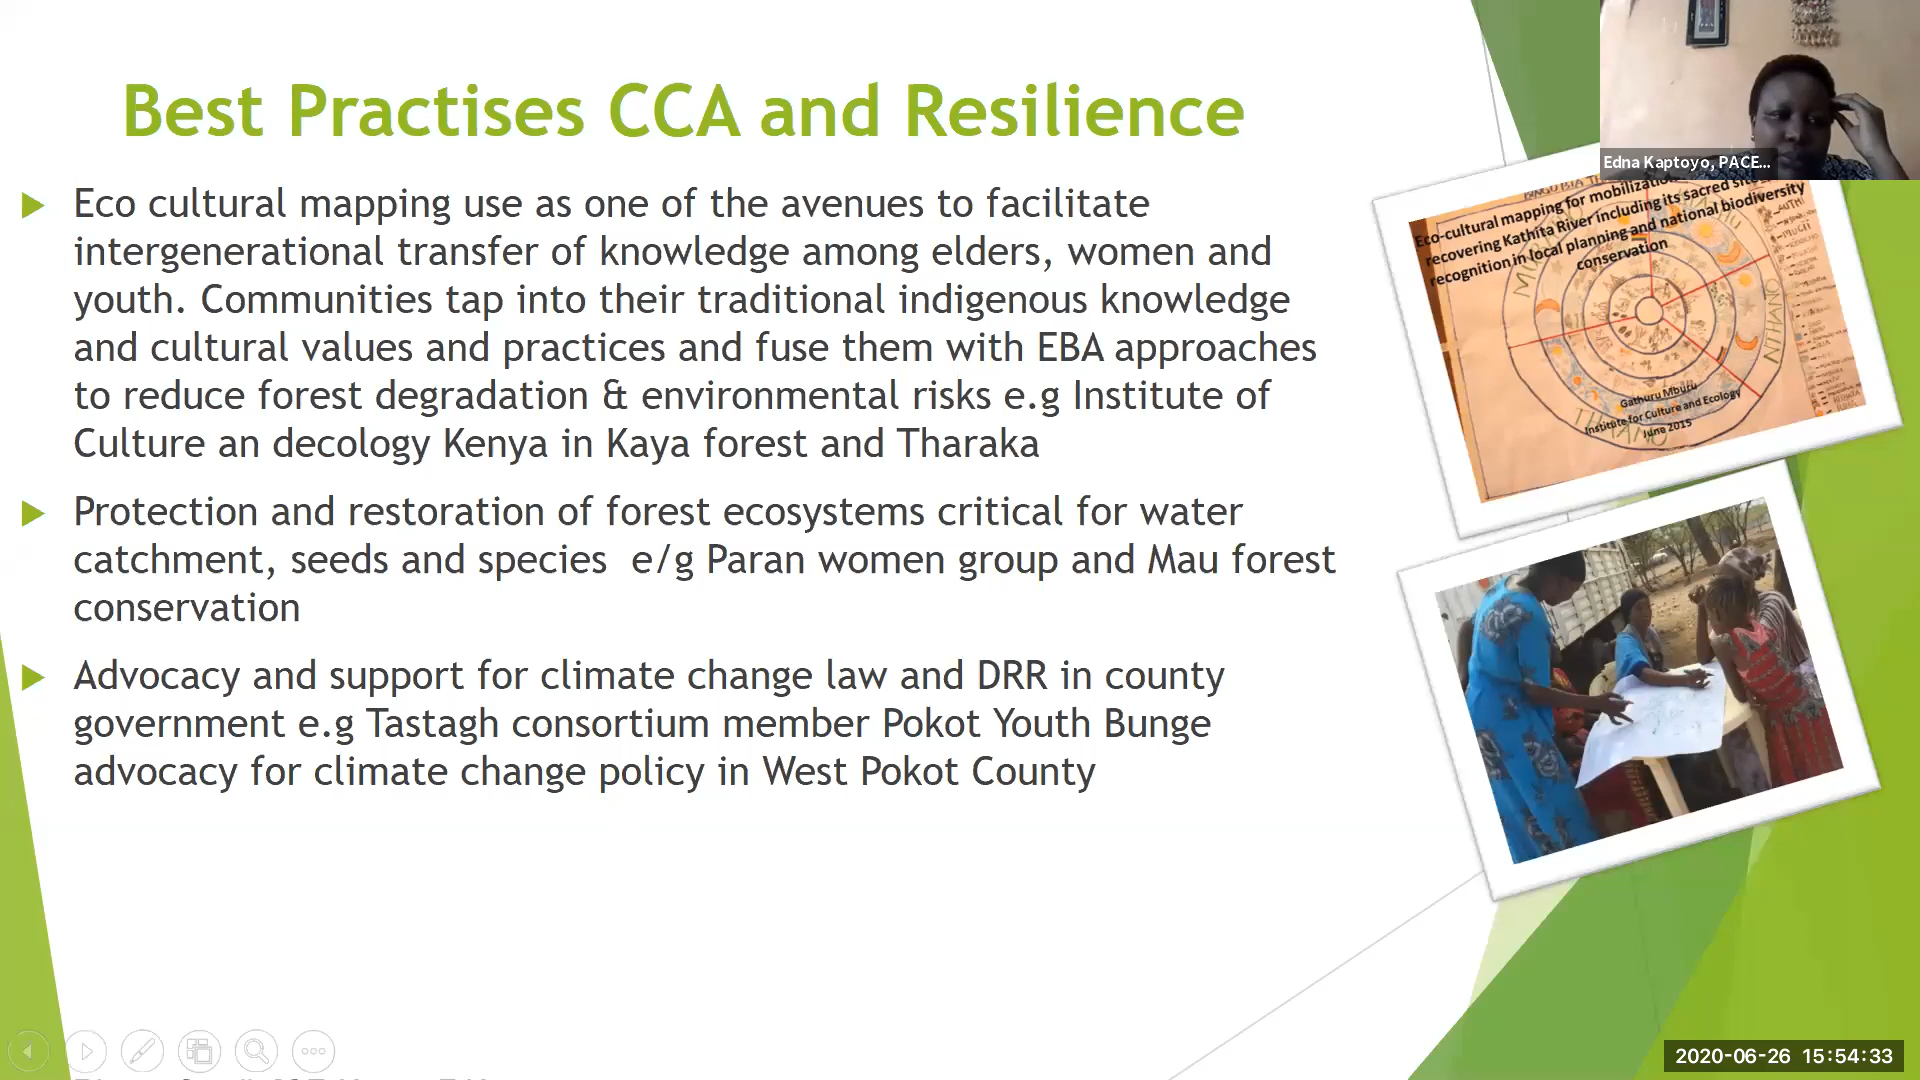 Best Practises CCA and Resilience
Eco cultural mapping use as one of the avenues to facilitate
intergenerational transfer of knowledge among elders, women and
youth. Communities tap into their traditional indigenous knowledge
and cultural values and practices and fuse them with EBA approaches
to reduce forest degradation & environmental risks e.g Institute of
Culture an decology Kenya in Kaya forest and Tharaka
Protection and restoration of forest ecosystems critical for water
catchment, seeds and species e/g Paran women group and Mau forest
conservation
Advocacy and support for climate change law and DRR in county
government e.g Tastagh consortium member Pokot Youth Bunge
advocacy for climate change policy in West Pokot County
Edna Kaptoyo, PACE...
Eco-cultural mapping for mobilization
recovering Kathita River including its sacred sites
recognition in local planning and national biodiversity
conservation
NTHANO
Gathuru Mburu
Institute for Culture and Ecology
June 2015
2020-06-26 15:54:33